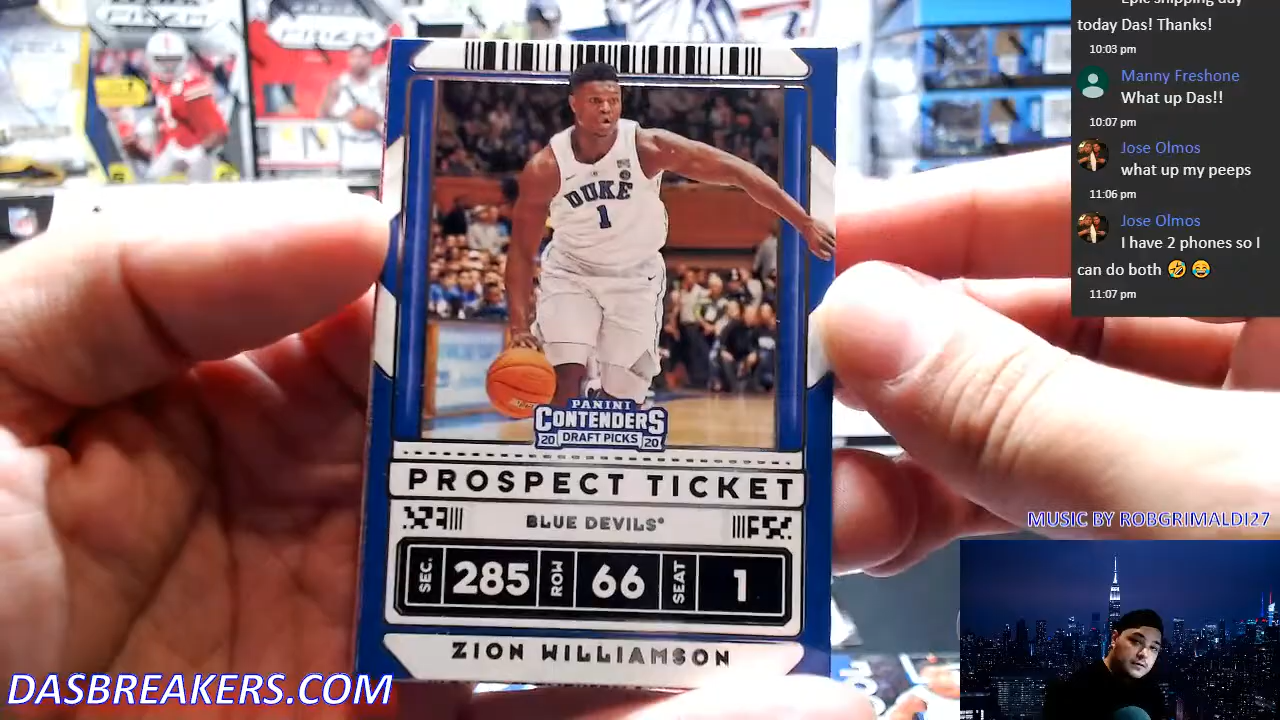 DUKE
1
PANINI
CONTENDERS
20 DRAFT PICKS 20
PROSPECT TICKET
BLUE DEVILS
SEC. 285 ROW 66 SEAT 1
ZION WILLIAMSON
DASBREAKERS.COM
today Das! Thanks!
10:03 pm
Manny Freshone
What up Das!!
10:07 pm
Jose Olmos
what up my peeps
11:06 pm
Jose Olmos
I have 2 phones so I
can do both 🤣 😂
11:07 pm
MUSIC BY ROBGRIMALDI27